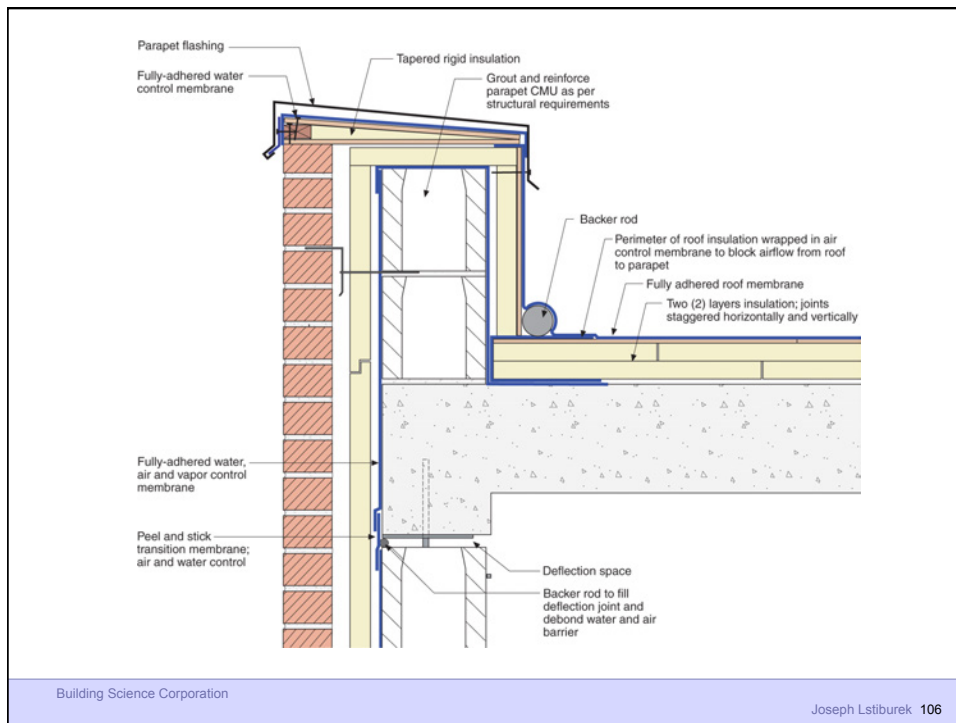 Parapet flashing
Fully-adhered water
control membrane
Tapered rigid insulation
Grout and reinforce
parapet CMU as per
structural requirements
Backer rod
Perimeter of roof insulation wrapped in air
control membrane to block airflow from roof
to parapet
Fully adhered roof membrane
Two (2) layers insulation; joints
staggered horizontally and vertically
Fully-adhered water,
air and vapor control
membrane
Peel and stick
transition membrane;
air and water control
Deflection space
Backer rod to fill
deflection joint and
debond water and air
barrier
Building Science Corporation
Joseph Lstiburek 106